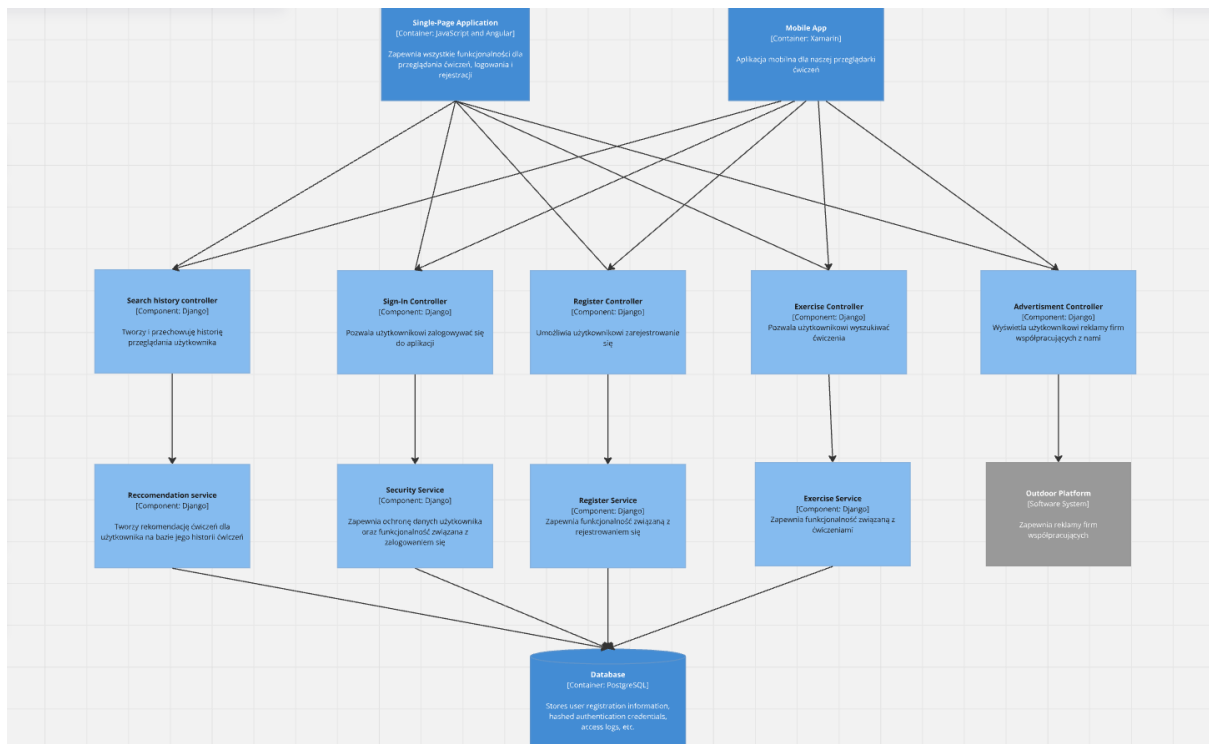 Single-Page Application
[Container: JavaScript and Angular]
Zapewnia wszystkie funkcjonalności dla
przeglądania ćwiczeń, logowania i
rejestracji
Mobile App
[Container: Xamarin]
Aplikacja mobilna dla naszej przeglądarki
ćwiczeń
Search history controller
[Component: Django]
Tworzy i przechowuję historię
przeglądania użytkownika
Sign-In Controller
[Component: Django]
Pozwala użytkownikowi zalogowywać się
do aplikacji
Register Controller
[Component: Django]
Umożliwia użytkownikowi zarejestrowanie
się
Exercise Controller
[Component: Django]
Pozwala użytkownikowi wyszukiwać
ćwiczenia
Advertisment Controller
[Component: Django]
Wyświetla użytkownikowi reklamy firm
współpracujących z nami
Reccomendation service
[Component: Django]
Tworzy rekomendację ćwiczeń dla
użytkownika na bazie jego historii ćwiczeń
Security Service
[Component: Django]
Zapewnia ochronę danych użytkownika
oraz funkcjonalność związana z
zalogowaniem się
Register Service
[Component: Django]
Zapewnia funkcjonalność związaną z
rejestrowaniem się
Exercise Service
[Component: Django]
Zapewnia funkcjonalność związaną z
ćwiczeniami
Outdoor Platform
[Software System]
Zapewnia reklamy firm
współpracujących
Database
[Container: PostgreSQL]
Stores user registration information,
hashed authentication credentials,
access logs, etc.